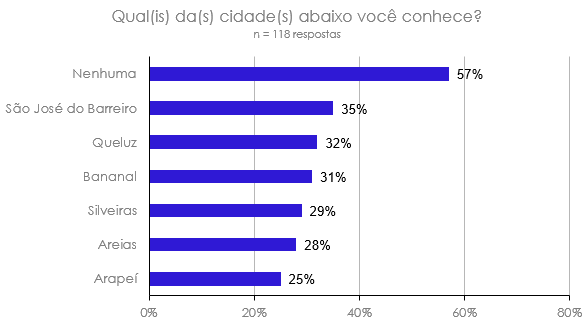 Qual(is) da(s) cidade(s) abaixo você conhece?
n = 118 respostas
Nenhuma 57%
São José do Barreiro 35%
Queluz 32%
Bananal 31%
Silveiras 29%
Areias 28%
Arapeí 25%
0% 20% 40% 60% 80%